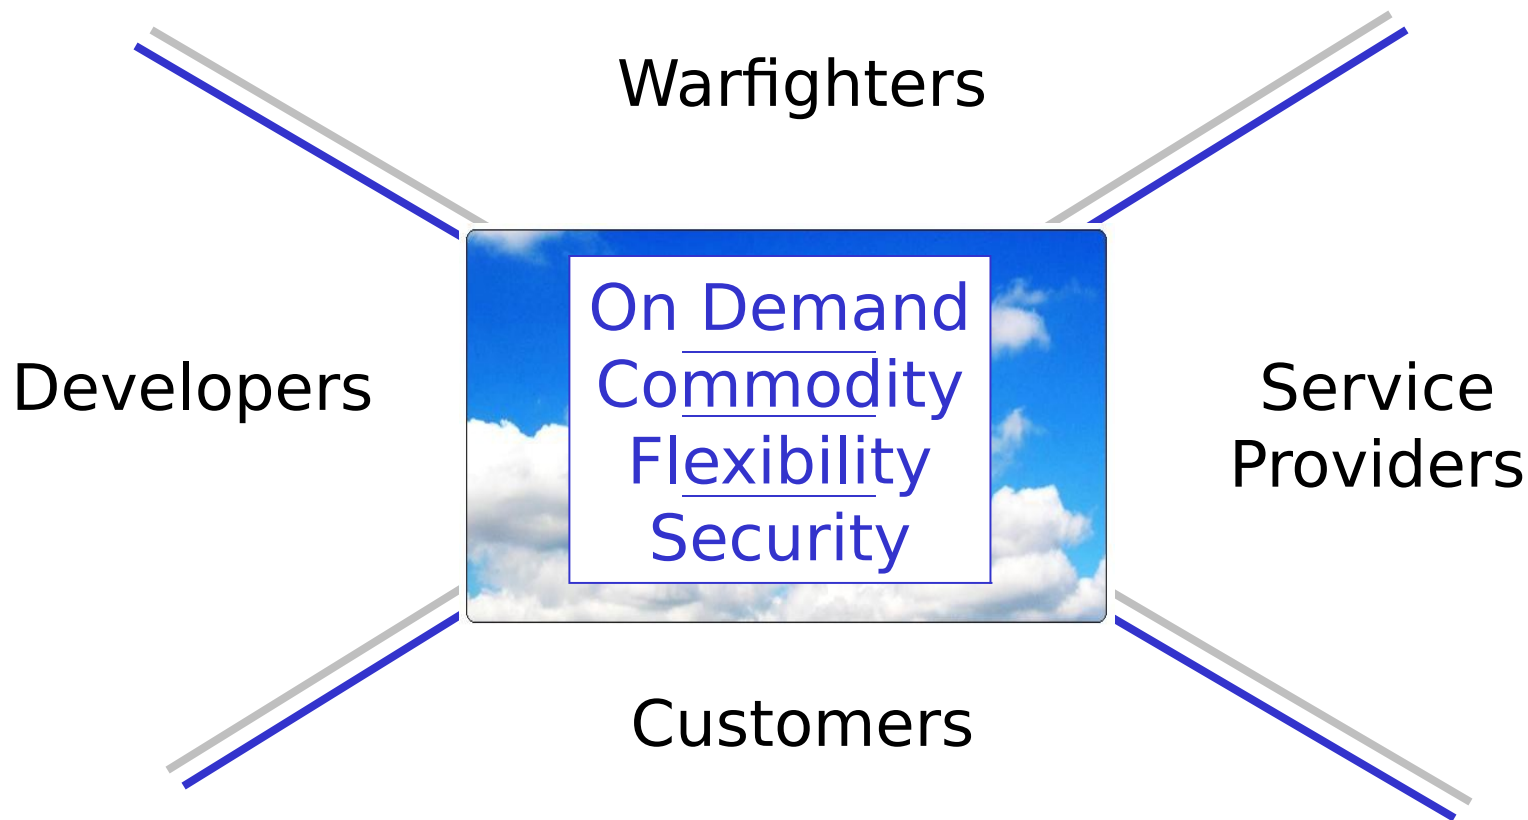 Warfighters
On Demand
Commodity
Flexibility
Security
Developers
Service
Providers
Customers